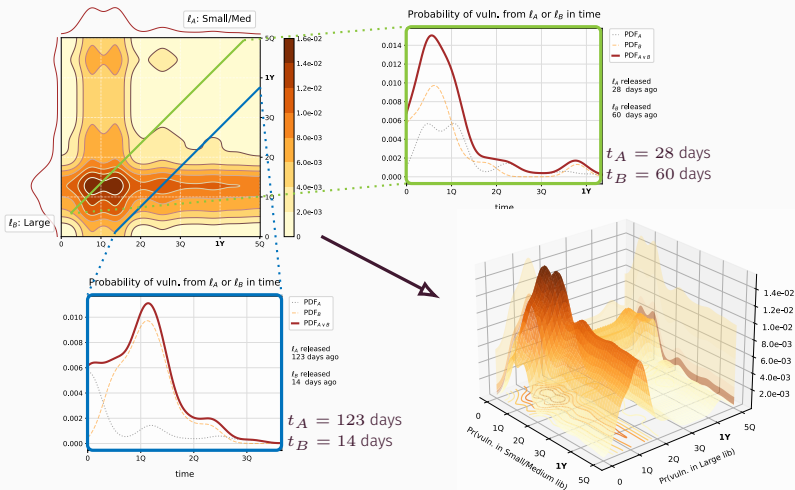 ℓA: Small/Med
50
1Y
30
20
10
0
0
1Q
2Q
3Q
1Y
5Q
ℓB: Large
1.6e-02
1.4e-02
1.2e-02
1.0e-02
8.0e-03
6.0e-03
4.0e-03
2.0e-03
0
Probability of vuln. from ℓA or ℓB in time
0.014
0.012
0.010
0.008
0.006
0.004
0.002
0.000
0
1Q
2Q
3Q
1Y
time
PDFA
PDFB
PDFA∨B
ℓA released
28 days ago
ℓB released
60 days ago
tA = 28 days
tB = 60 days
Probability of vuln. from ℓA or ℓB in time
0.010
0.008
0.006
0.004
0.002
0.000
0
1Q
2Q
3Q
time
PDFA
PDFB
PDFA∨B
ℓA released
123 days ago
ℓB released
14 days ago
tA = 123 days
tB = 14 days
1.4e-02
1.2e-02
1.0e-02
8.0e-03
6.0e-03
4.0e-03
2.0e-03
0
1Q
2Q
3Q
1Y
5Q
Pr(vuln. in Small/Medium lib)
0
1Q
2Q
3Q
1Y
5Q
Pr(vuln. in Large lib)